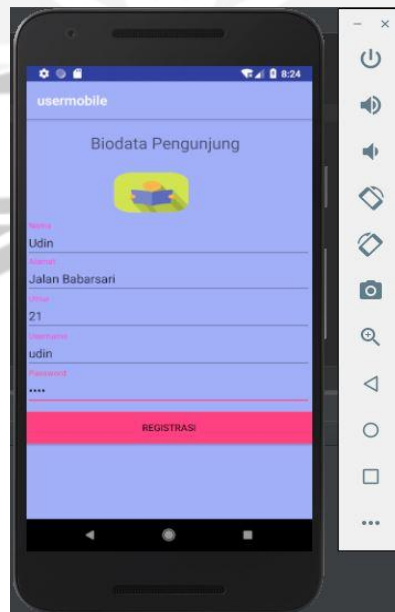 8:24
usermobile
Biodata Pengunjung
Nama
Udin
Alamat
Jalan Babarsari
Umur
21
Username
udin
Password
••••
REGISTRASI